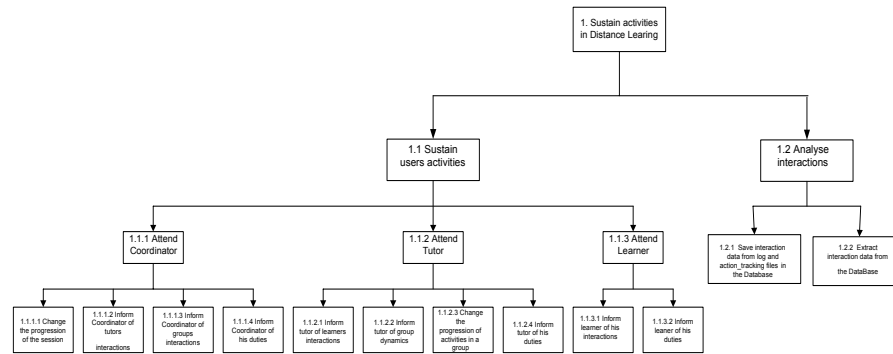 1. Sustain activities
in Distance Learing
1.1 Sustain
users activities
1.2 Analyse
interactions
1.1.1 Attend
Coordinator
1.1.2 Attend
Tutor
1.1.3 Attend
Learner
1.2.1 Save interaction
data from log and
action_tracking files in
the Database
1.2.2 Extract
interaction data from
the DataBase
1.1.1.1 Change
the progression
of the session
1.1.1.2 Inform
Coordinator of
tutors
interactions
1.1.1.3 Inform
Coordinator of
groups
interactions
1.1.1.4 Inform
Coordinator of
his duties
1.1.2.1 Inform
tutor of learners
interactions
1.1.2.2 Inform
tutor of group
dynamics
1.1.2.3 Change
the
progression of
activities in a
group
1.1.2.4 Inform
tutor of his
duties
1.1.3.1 Inform
learner of his
interactions
1.1.3.2 Inform
leaner of his
duties